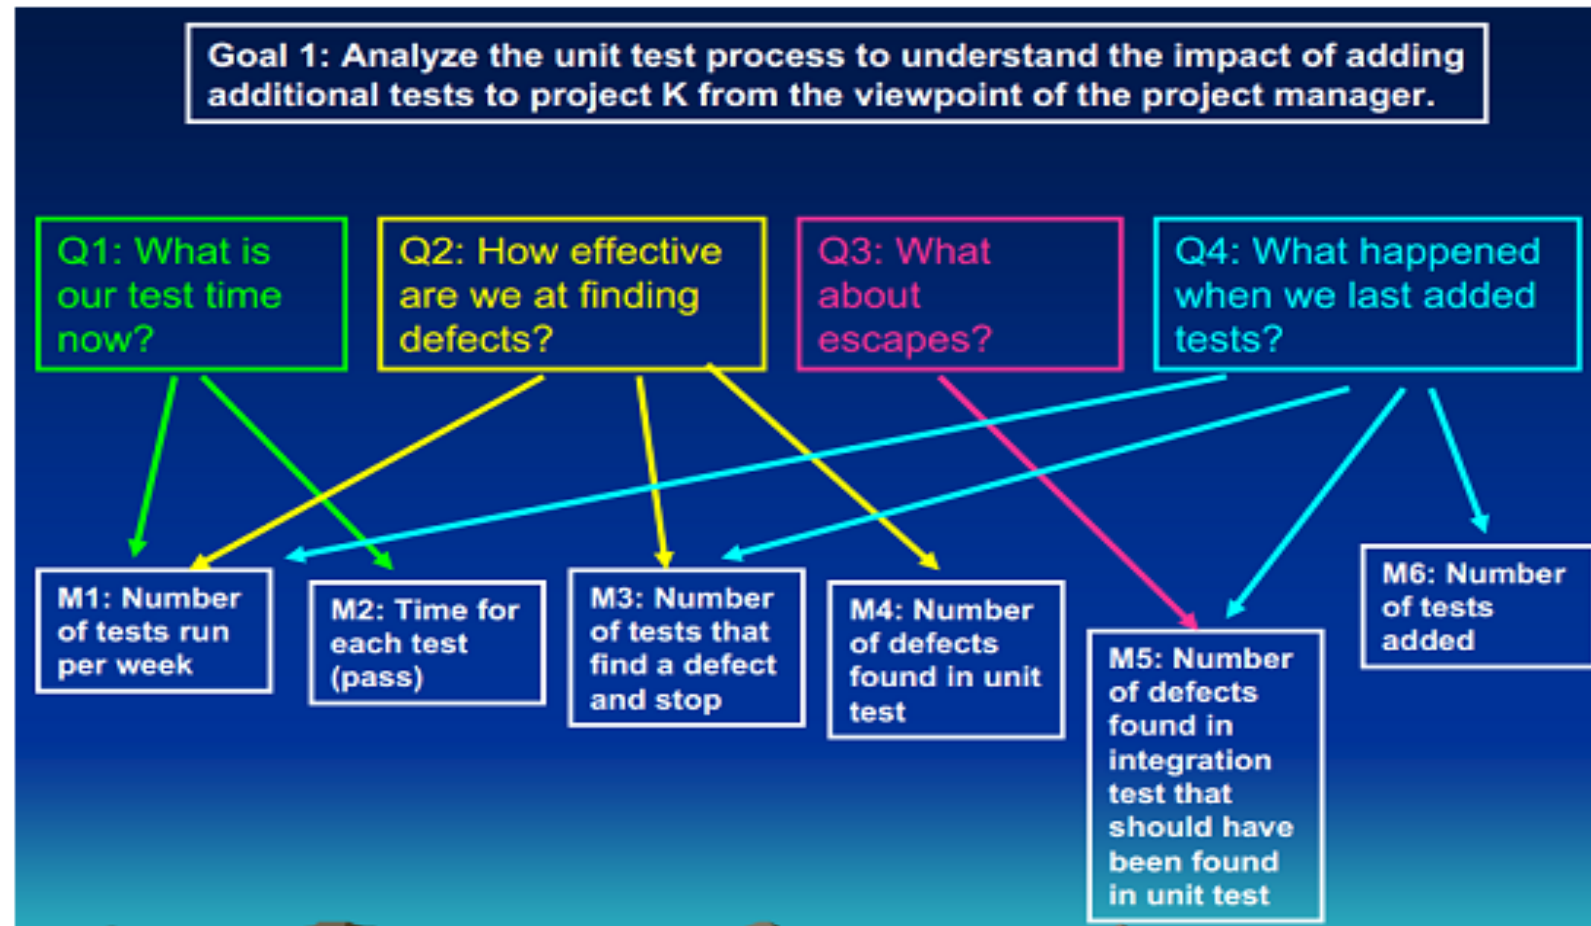 Goal 1: Analyze the unit test process to understand the impact of adding
additional tests to project K from the viewpoint of the project manager.
Q1: What is
our test time
now?
Q2: How effective
are we at finding
defects?
Q3: What
about
escapes?
Q4: What happened
when we last added
tests?
M1: Number
of tests run
per week
M2: Time for
each test
(pass)
M3: Number
of tests that
find a defect
and stop
M4: Number
of defects
found in unit
test
M5: Number
of defects
found in
integration
test that
should have
been found
in unit test
M6: Number
of tests
added